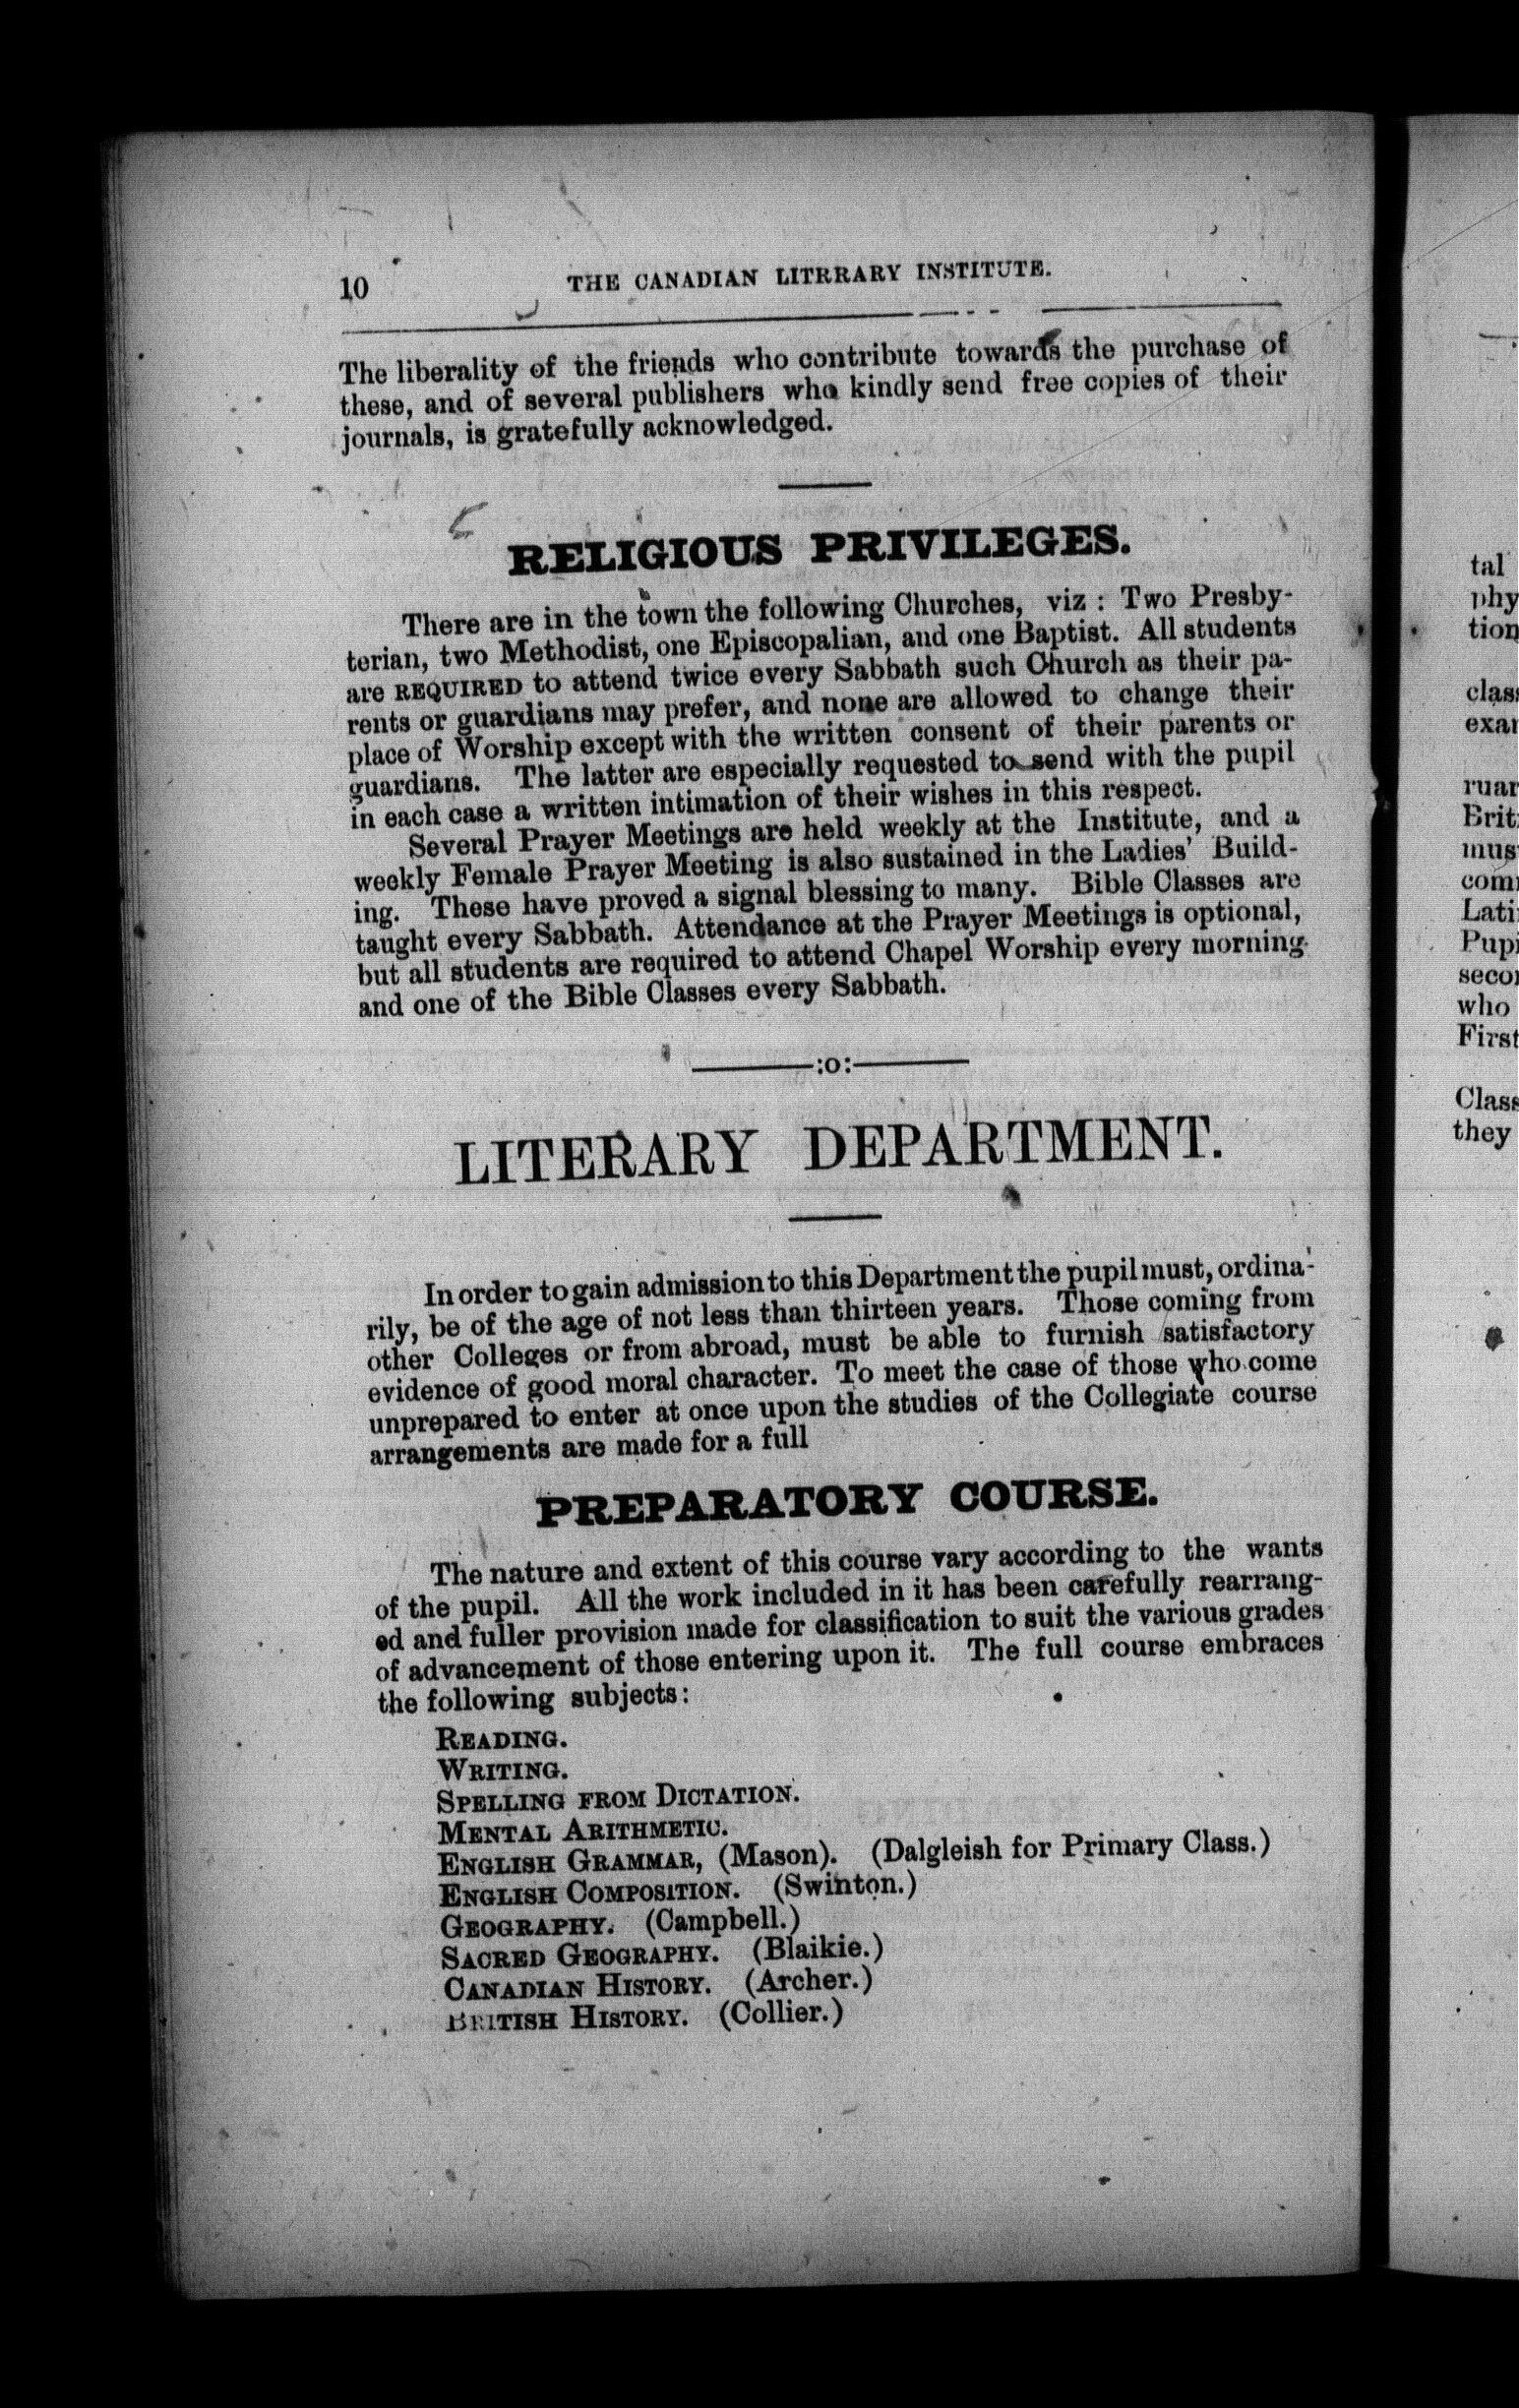 10
THE CANADIAN LITRRARY INSTITUTE.
The liberality of the friends who contribute towards the purchase of
these, and of several publishers who kindly send free copies of their
journals, is gratefully acknowledged.
RELIGIOUS PRIVILEGES.
There are in the town the following Churches, viz : Two Presby-
terian, two Methodist, one Episcopalian, and one Baptist. All students
are REQUIRED to attend twice every Sabbath such Church as their pa-
rents or guardians may prefer, and none are allowed to change their
place of Worship except with the written consent of their parents or
guardians. The latter are especially requested to send with the pupil
in each case a written intimation of their wishes in this respect.
Several Prayer Meetings are held weekly at the Institute, and a
weekly Female Prayer Meeting is also sustained in the Ladies' Build-
ing. These have proved a signal blessing to many. Bible Classes are
taught every Sabbath. Attendance at the Prayer Meetings is optional,
but all students are required to attend Chapel Worship every morning
and one of the Bible Classes every Sabbath.
:o:
LITERARY DEPARTMENT.
In order to gain admission to this Department the pupil must, ordina-
rily, be of the age of not less than thirteen years. Those coming from
other Colleges or from abroad, must be able to furnish satisfactory
evidence of good moral character. To meet the case of those who come
unprepared to enter at once upon the studies of the Collegiate course
arrangements are made for a full
PREPARATORY COURSE.
The nature and extent of this course vary according to the wants
of the pupil. All the work included in it has been carefully rearrang-
ed and fuller provision made for classification to suit the various grades
of advancement of those entering upon it. The full course embraces
the following subjects:
READING.
WRITING.
SPELLING FROM DICTATION.
MENTAL ARITHMETIC.
ENGLISH GRAMMAR, (Mason). (Dalgleish for Primary Class.)
ENGLISH COMPOSITION. (Swinton.)
GEOGRAPHY. (Campbell.)
SACRED GEOGRAPHY. (Blaikie.)
CANADIAN HISTORY. (Archer.)
BRITISH HISTORY. (Collier.)
tal
phy
tion
clas
exa
ruar
Brit
mus
com
Lati
Pupi
seco
who
First
Class
they